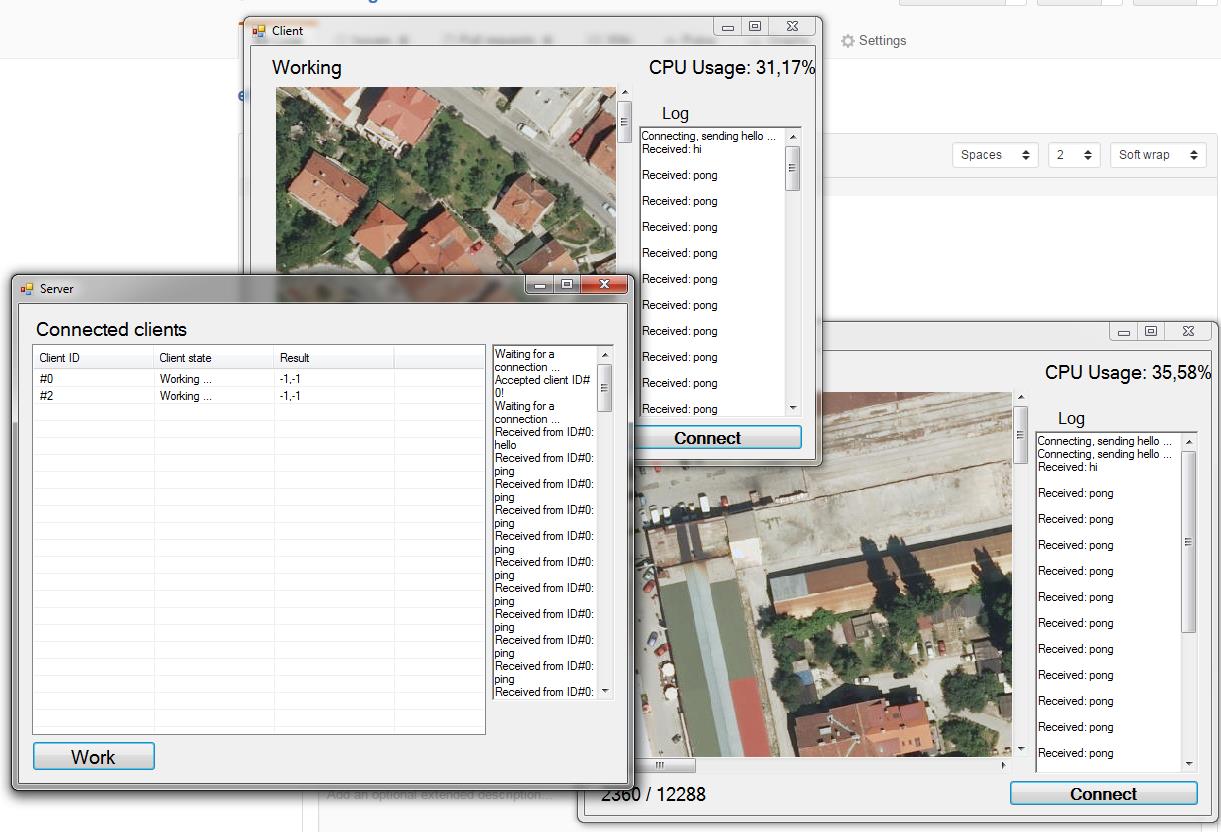 Settings
Spaces
2
Soft wrap
Client
Working
CPU Usage: 31,17%
Log
Connecting, sending hello ...
Received: hi
Received: pong
Received: pong
Received: pong
Received: pong
Received: pong
Received: pong
Received: pong
Received: pong
Received: pong
Received: pong
Connect
Server
Connected clients
Client ID
Client state
Result
#0
Working ...
-1,-1
#2
Working ...
-1,-1
Waiting for a
connection ...
Accepted client ID#
0!
Waiting for a
connection ...
Received from ID#0:
hello
Received from ID#0:
ping
Received from ID#0:
ping
Received from ID#0:
ping
Received from ID#0:
ping
Received from ID#0:
ping
Received from ID#0:
ping
Received from ID#0:
ping
Received from ID#0:
ping
Received from ID#0:
ping
Received from ID#0:
Work
CPU Usage: 35,58%
Log
Connecting, sending hello ...
Connecting, sending hello ...
Received: hi
Received: pong
Received: pong
Received: pong
Received: pong
Received: pong
Received: pong
Received: pong
Received: pong
Received: pong
Received: pong
Received: pong
2360 / 12288
Connect
Add an optional extended description...